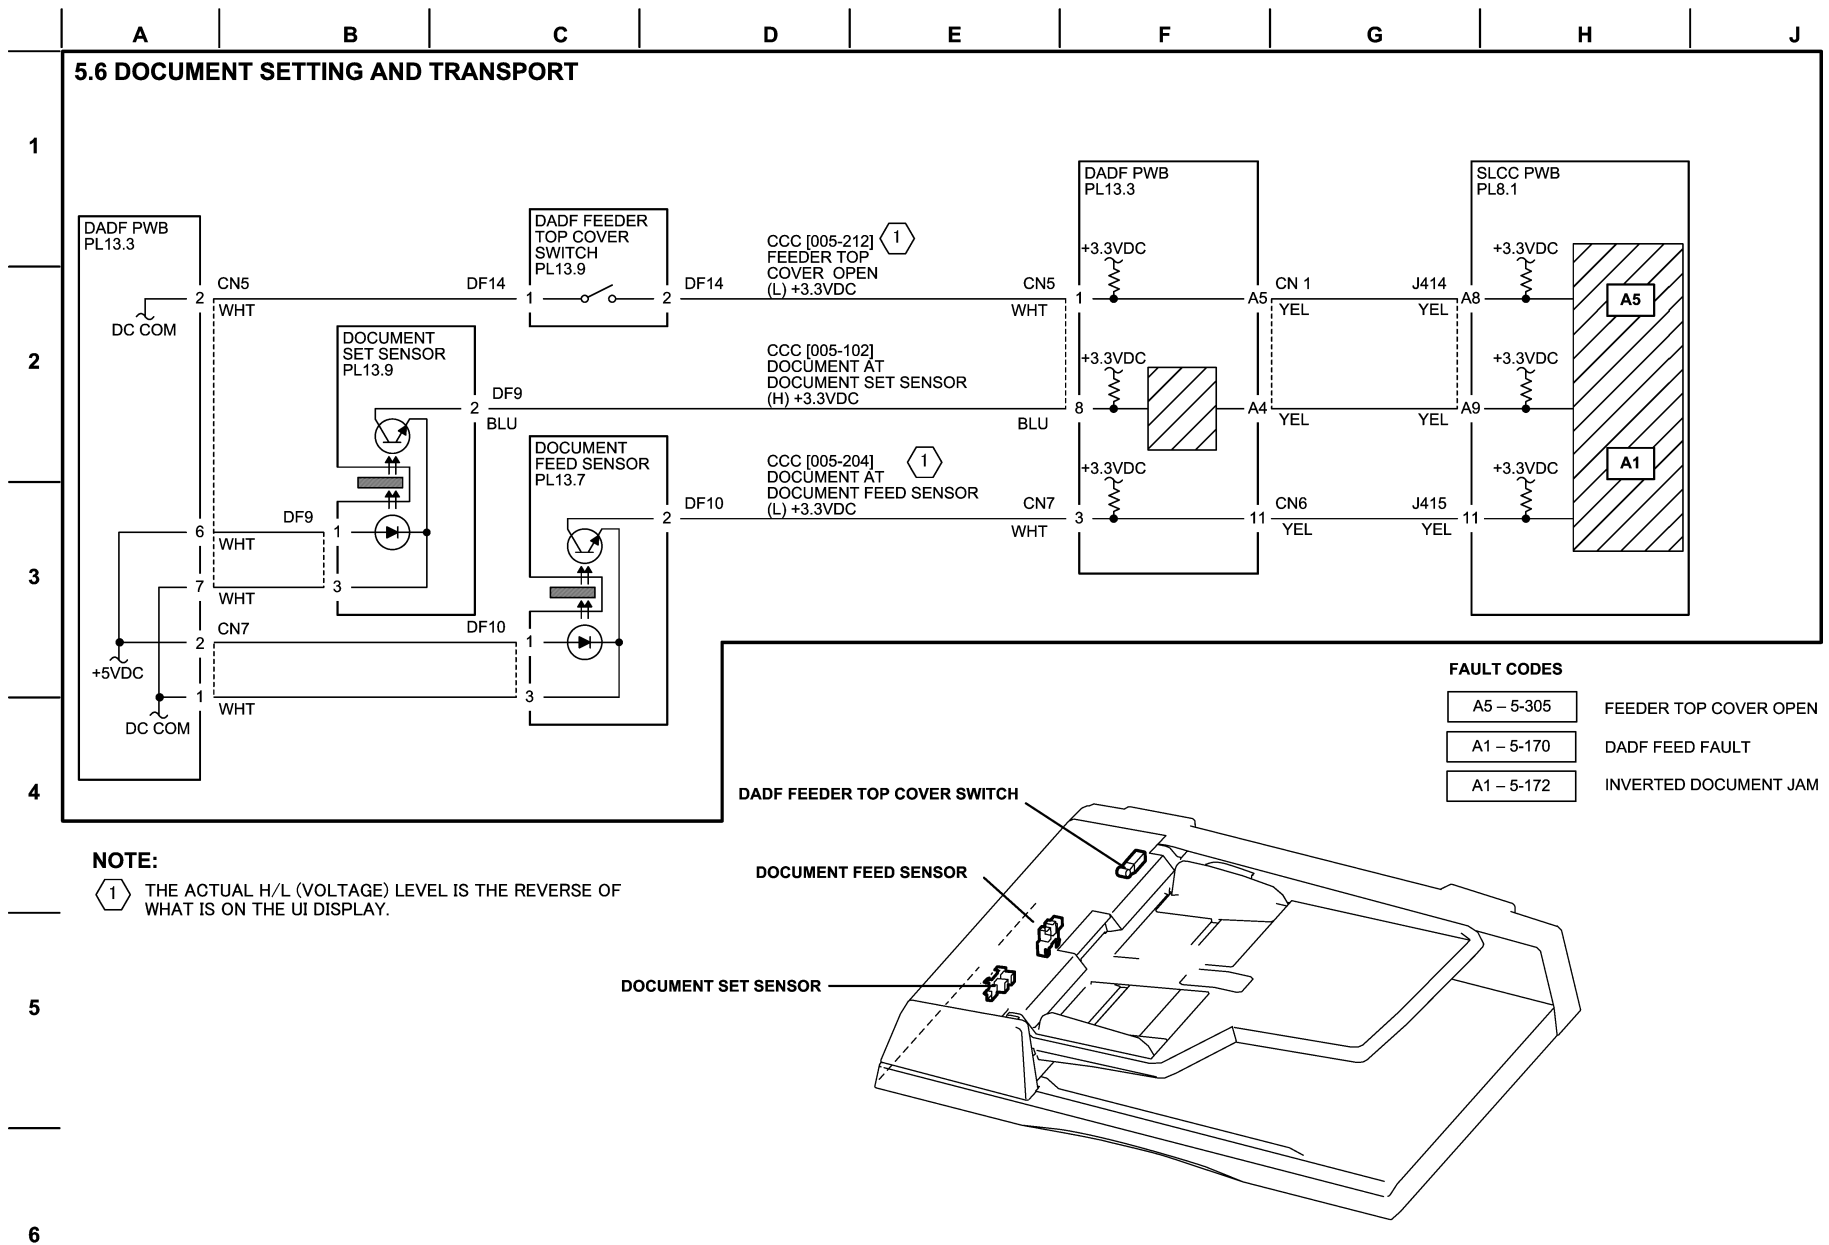 A B C D E F G H J
5.6 DOCUMENT SETTING AND TRANSPORT
1
2
3
4
5
6
DADF PWB
PL13.3
2
CN5
WHT
DC COM
6
WHT
7
WHT
2
CN7
+5VDC
1
WHT
DC COM
DOCUMENT
SET SENSOR
PL13.9
2
DF9
BLU
DF9
1
3
DF14
1
DADF FEEDER
TOP COVER
SWITCH
PL13.9
2
DF14
DOCUMENT
FEED SENSOR
PL13.7
2
DF10
DF10
1
3
CCC [005-212]
1
FEEDER TOP
COVER OPEN
(L) +3.3VDC
CN5
WHT
CCC [005-102]
DOCUMENT AT
DOCUMENT SET SENSOR
(H) +3.3VDC
BLU
CCC [005-204]
1
DOCUMENT AT
DOCUMENT FEED SENSOR
(L) +3.3VDC
CN7
WHT
DADF PWB
PL13.3
+3.3VDC
1
A5
+3.3VDC
8
A4
+3.3VDC
3
11
CN 1
YEL
J414
YEL
YEL
YEL
CN6
YEL
J415
YEL
SLCC PWB
PL8.1
+3.3VDC
A8
A5
+3.3VDC
A9
A1
+3.3VDC
11
FAULT CODES
A5 – 5-305 FEEDER TOP COVER OPEN
A1 – 5-170 DADF FEED FAULT
A1 – 5-172 INVERTED DOCUMENT JAM
NOTE:
1 THE ACTUAL H/L (VOLTAGE) LEVEL IS THE REVERSE OF
WHAT IS ON THE UI DISPLAY.
DADF FEEDER TOP COVER SWITCH
DOCUMENT FEED SENSOR
DOCUMENT SET SENSOR